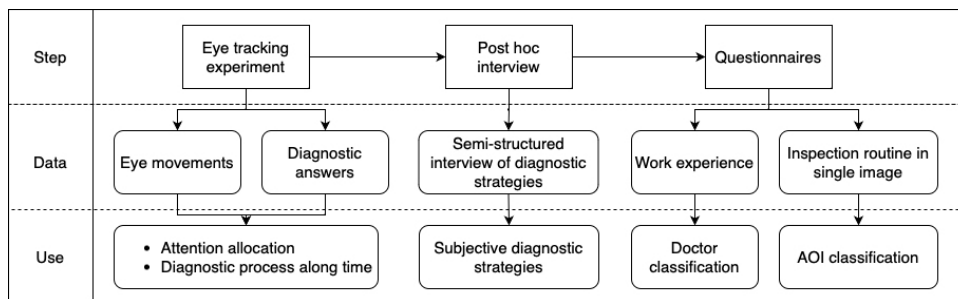 Step
Eye tracking
experiment
Post hoc
interview
Questionnaires
Data
Eye movements
Diagnostic
answers
Semi-structured
interview of diagnostic
strategies
Work experience
Inspection routine in
single image
Use
• Attention allocation
• Diagnostic process along time
Subjective diagnostic
strategies
Doctor
classification
AOI classification